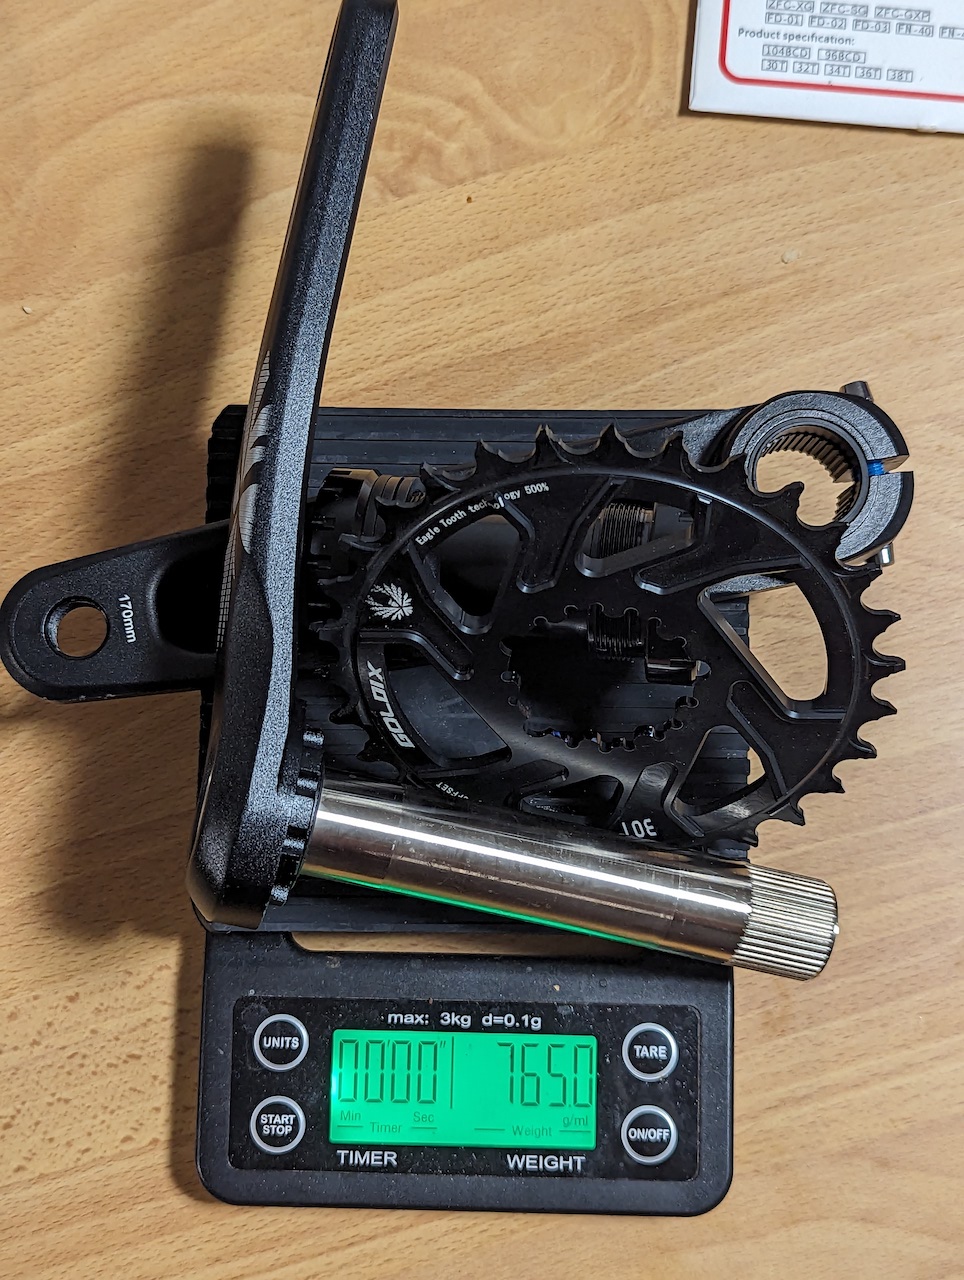 ZFC-XG ZFC-SG ZFC-GXP
FD-01 FD-02 FD-03 FN-40
Product specification:
104BCD 96BCD
30T 32T 34T 36T 38T
Eagle Tooth technology 500%
170mm
GOLDIX
OFFSET
30T
max: 3kg d=0.1g
UNITS
00'00" 765.0
TARE
Min Sec g/ml
Timer Weight
START STOP
ON/OFF
TIMER WEIGHT